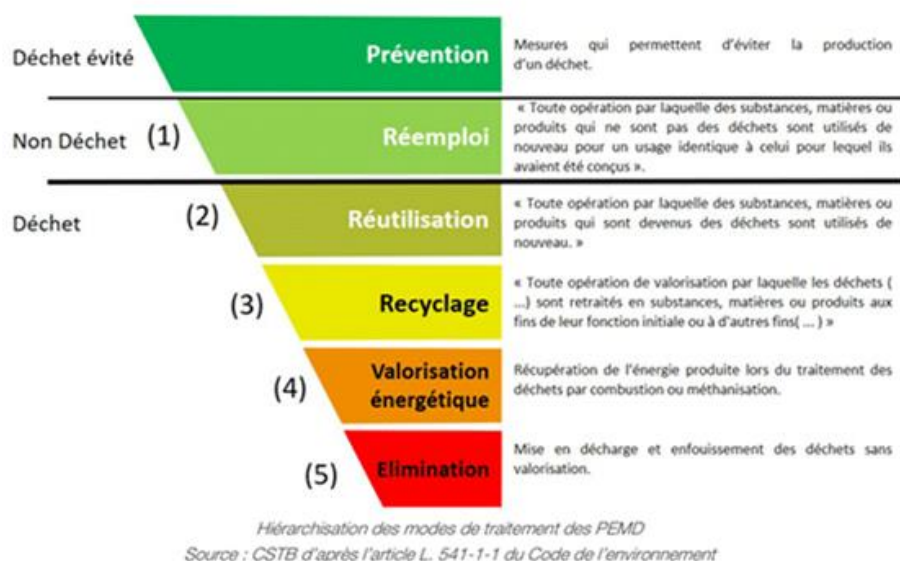 Déchet évité
Prévention
Mesures qui permettent d'éviter la production
d'un déchet.
Non Déchet
(1)
Réemploi
« Toute opération par laquelle des substances, matières ou
produits qui ne sont pas des déchets sont utilisés de
nouveau pour un usage identique à celui pour lequel ils
avaient été conçus ».
Déchet
(2)
Réutilisation
« Toute opération par laquelle des substances, matières ou
produits qui sont devenus des déchets sont utilisés de
nouveau. »
(3)
Recyclage
« Toute opération de valorisation par laquelle les déchets (
...) sont retraités en substances, matières ou produits aux
fins de leur fonction initiale ou à d'autres fins( ... ) »
(4)
Valorisation
énergétique
Récupération de l'énergie produite lors du traitement des
déchets par combustion ou méthanisation.
(5)
Elimination
Mise en décharge et enfouissement des déchets sans
valorisation.
Hiérarchisation des modes de traitement des PEMD
Source : CSTB d'après l'article L. 541-1-1 du Code de l'environnement